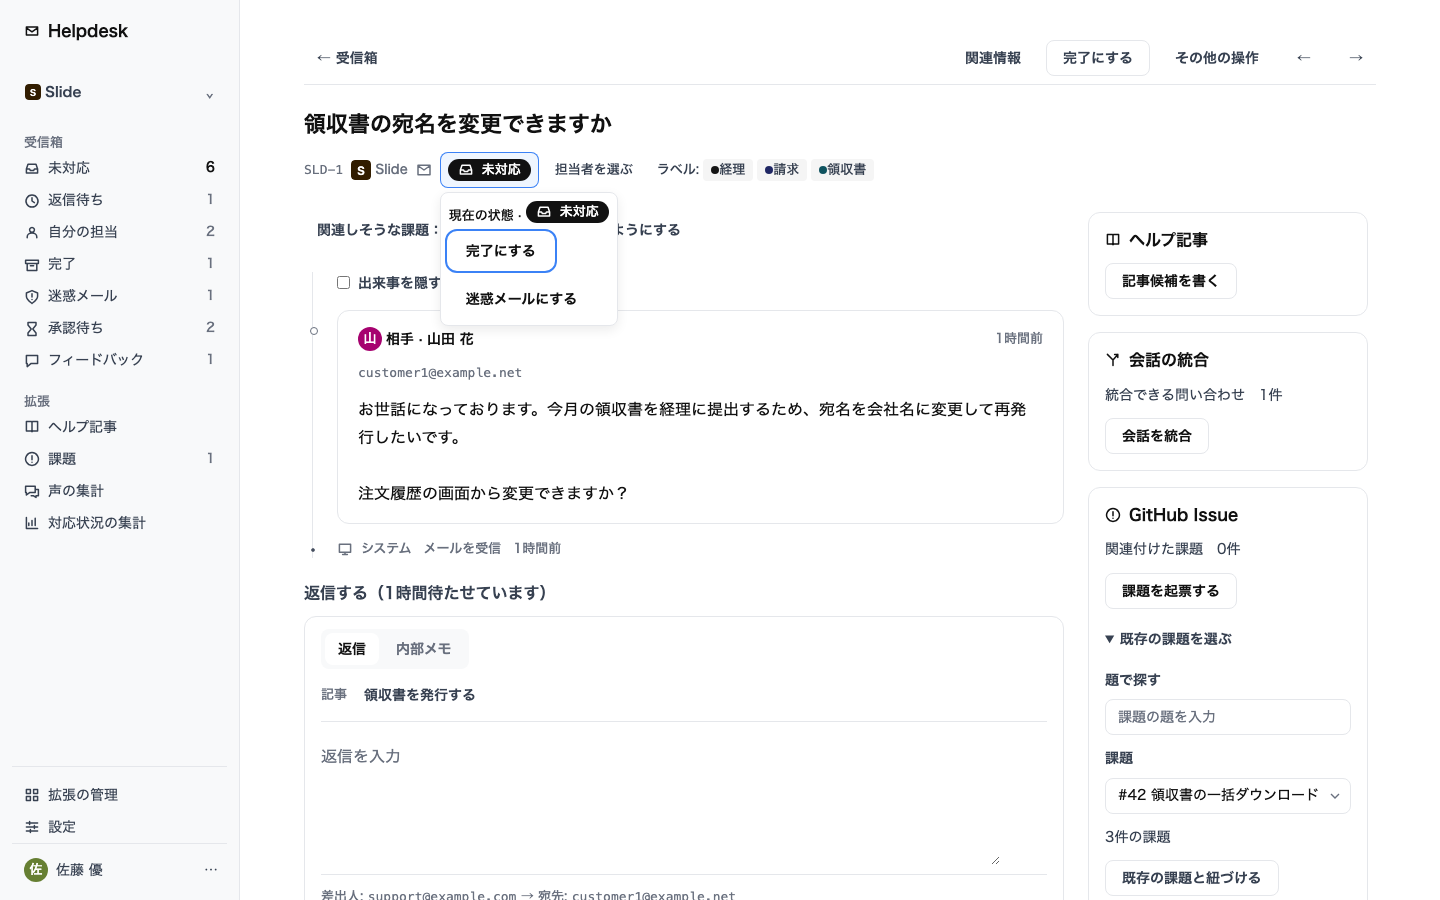 Helpdesk
S Slide
受信箱
未対応 6
返信待ち 1
自分の担当 2
完了 1
迷惑メール 1
承認待ち 2
フィードバック 1
拡張
ヘルプ記事
課題 1
声の集計
対応状況の集計
拡張の管理
設定
佐 佐藤 優 …
← 受信箱
関連情報 完了にする その他の操作 ← →
領収書の宛名を変更できますか
SLD-1 S Slide 未対応 担当者を選ぶ ラベル: 経理 請求 領収書
現在の状態 · 未対応
完了にする
迷惑メールにする
関連しそうな課題： ようにする
出来事を隠す
山 相手 · 山田 花 1時間前
customer1@example.net
お世話になっております。今月の領収書を経理に提出するため、宛名を会社名に変更して再発
行したいです。
注文履歴の画面から変更できますか？
システム メールを受信 1時間前
返信する（1時間待たせています）
返信 内部メモ
記事 領収書を発行する
返信を入力
差出人: support@example.com → 宛先: customer1@example.net
ヘルプ記事
記事候補を書く
会話の統合
統合できる問い合わせ 1件
会話を統合
GitHub Issue
関連付けた課題 0件
課題を起票する
▼ 既存の課題を選ぶ
題で探す
課題の題を入力
課題
#42 領収書の一括ダウンロード
3件の課題
既存の課題と紐づける